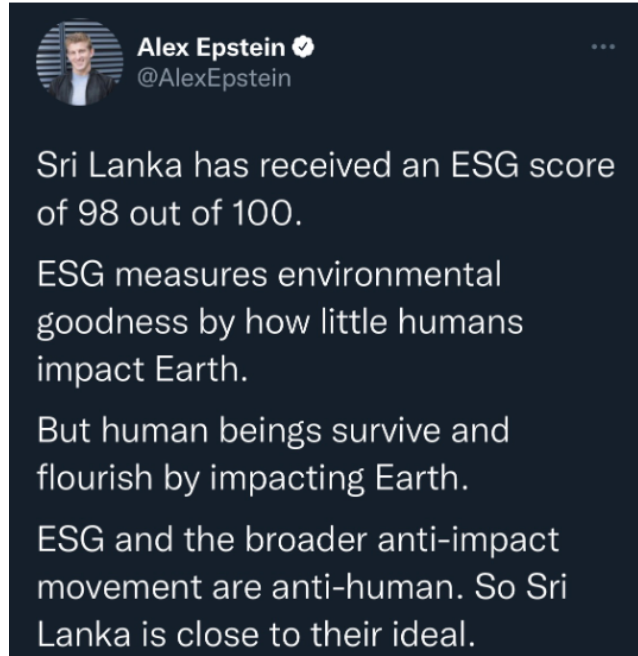 Alex Epstein
@AlexEpstein
Sri Lanka has received an ESG score
of 98 out of 100.
ESG measures environmental
goodness by how little humans
impact Earth.
But human beings survive and
flourish by impacting Earth.
ESG and the broader anti-impact
movement are anti-human. So Sri
Lanka is close to their ideal.